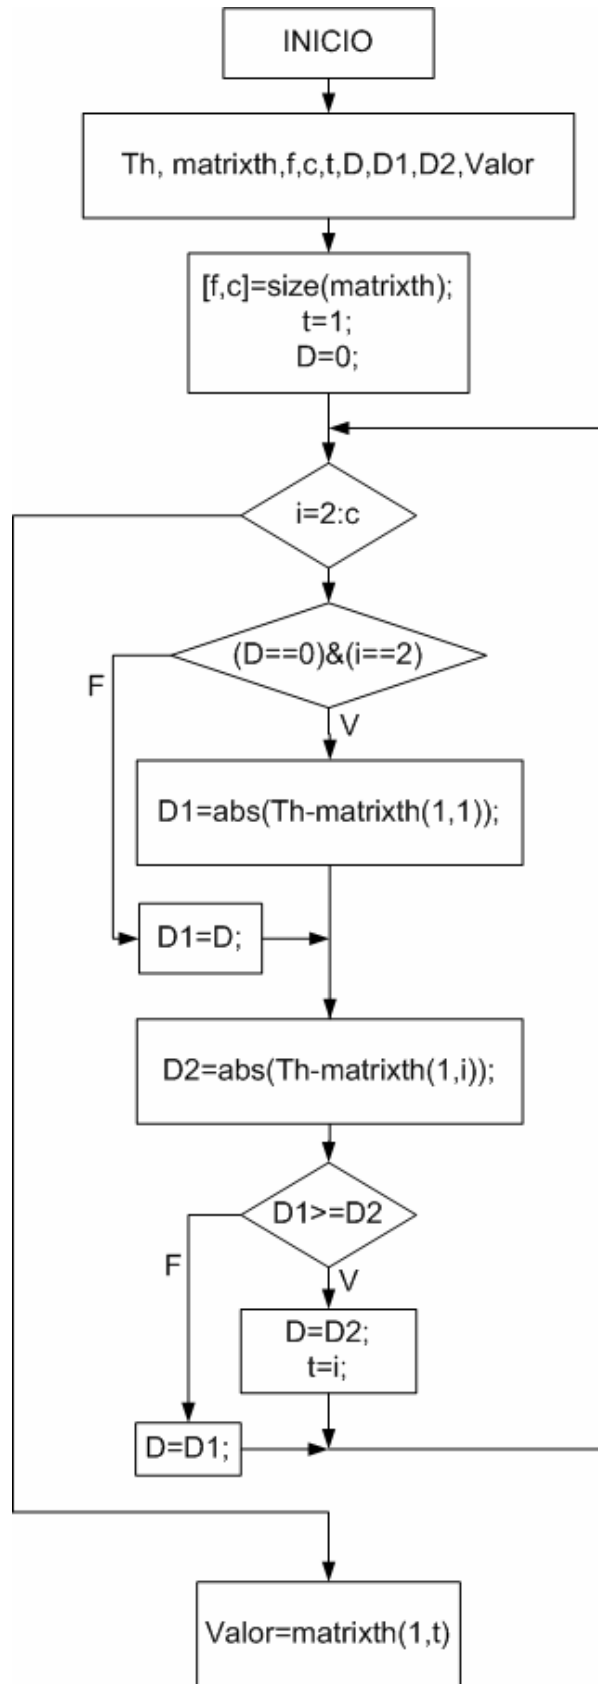 INICIO
Th, matrixth,f,c,t,D,D1,D2,Valor
[f,c]=size(matrixth);
t=1;
D=0;
i=2:c
(D==0)&(i==2)
F
V
D1=abs(Th-matrixth(1,1));
D1=D;
D2=abs(Th-matrixth(1,i));
D1>=D2
F
V
D=D2;
t=i;
D=D1;
Valor=matrixth(1,t)